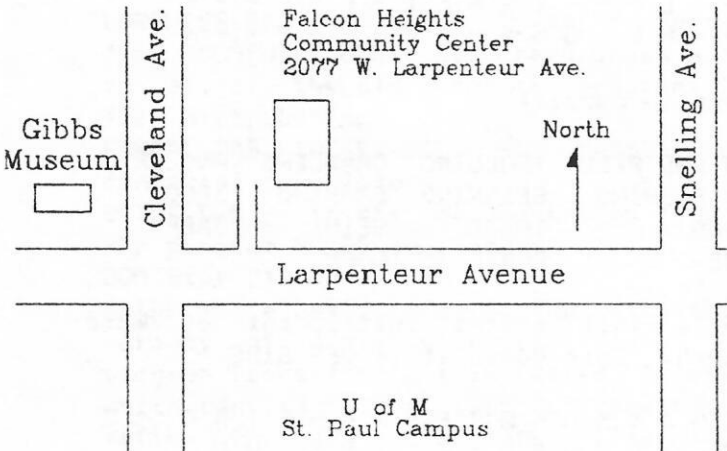 Falcon Heights
Community Center
2077 W. Larpenteur Ave.
Cleveland Ave.
Snelling Ave.
Gibbs
Museum
North
Larpenteur Avenue
U of M
St. Paul Campus